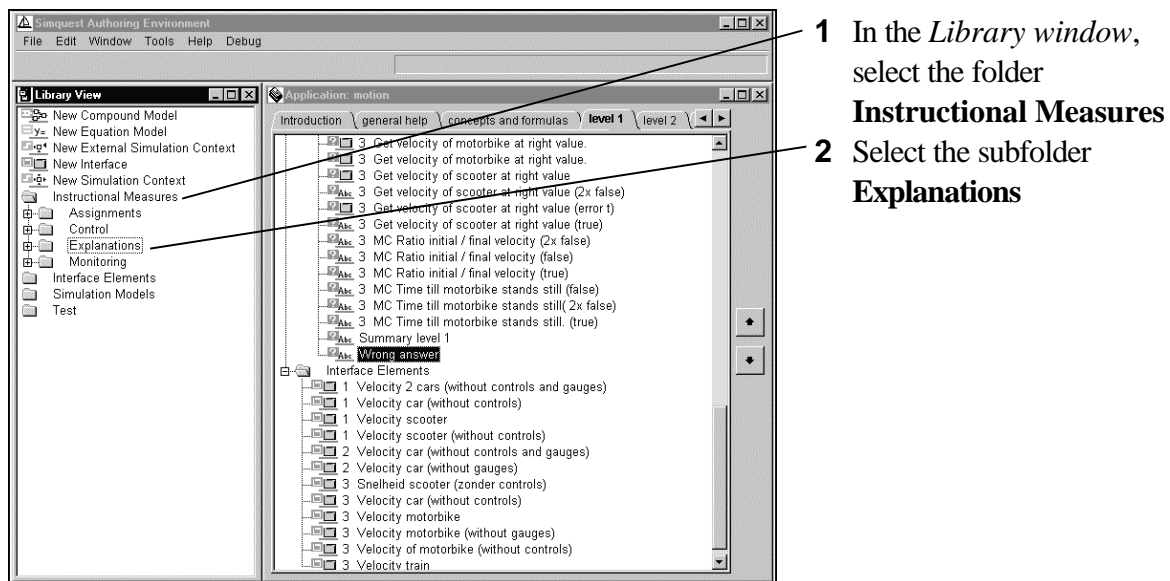 Simquest Authoring Environment
File Edit Window Tools Help Debug
Library View
New Compound Model
y= New Equation Model
New External Simulation Context
New Interface
New Simulation Context
Instructional Measures
Assignments
Control
Explanations
Monitoring
Interface Elements
Simulation Models
Test
Application: motion
Introduction general help concepts and formulas level 1 level 2
3 Get velocity of motorbike at right value.
3 Get velocity of motorbike at right value.
3 Get velocity of scooter at right value
Abc 3 Get velocity of scooter at right value (2x false)
3 Get velocity of scooter at right value (error t)
Abc 3 Get velocity of scooter at right value (true)
Abc 3 MC Ratio initial / final velocity (2x false)
Abc 3 MC Ratio initial / final velocity (false)
Abc 3 MC Ratio initial / final velocity (true)
Abc 3 MC Time till motorbike stands still (false)
Abc 3 MC Time till motorbike stands still( 2x false)
Abc 3 MC Time till motorbike stands still. (true)
Abc Summary level 1
Abc Wrong answer
Interface Elements
1 Velocity 2 cars (without controls and gauges)
1 Velocity car (without controls)
1 Velocity scooter
1 Velocity scooter (without controls)
2 Velocity car (without controls and gauges)
2 Velocity car (without gauges)
3 Snelheid scooter (zonder controls)
3 Velocity car (without controls)
3 Velocity motorbike
3 Velocity motorbike (without gauges)
3 Velocity of motorbike (without controls)
3 Velocity train
1 In the Library window,
select the folder
Instructional Measures
2 Select the subfolder
Explanations